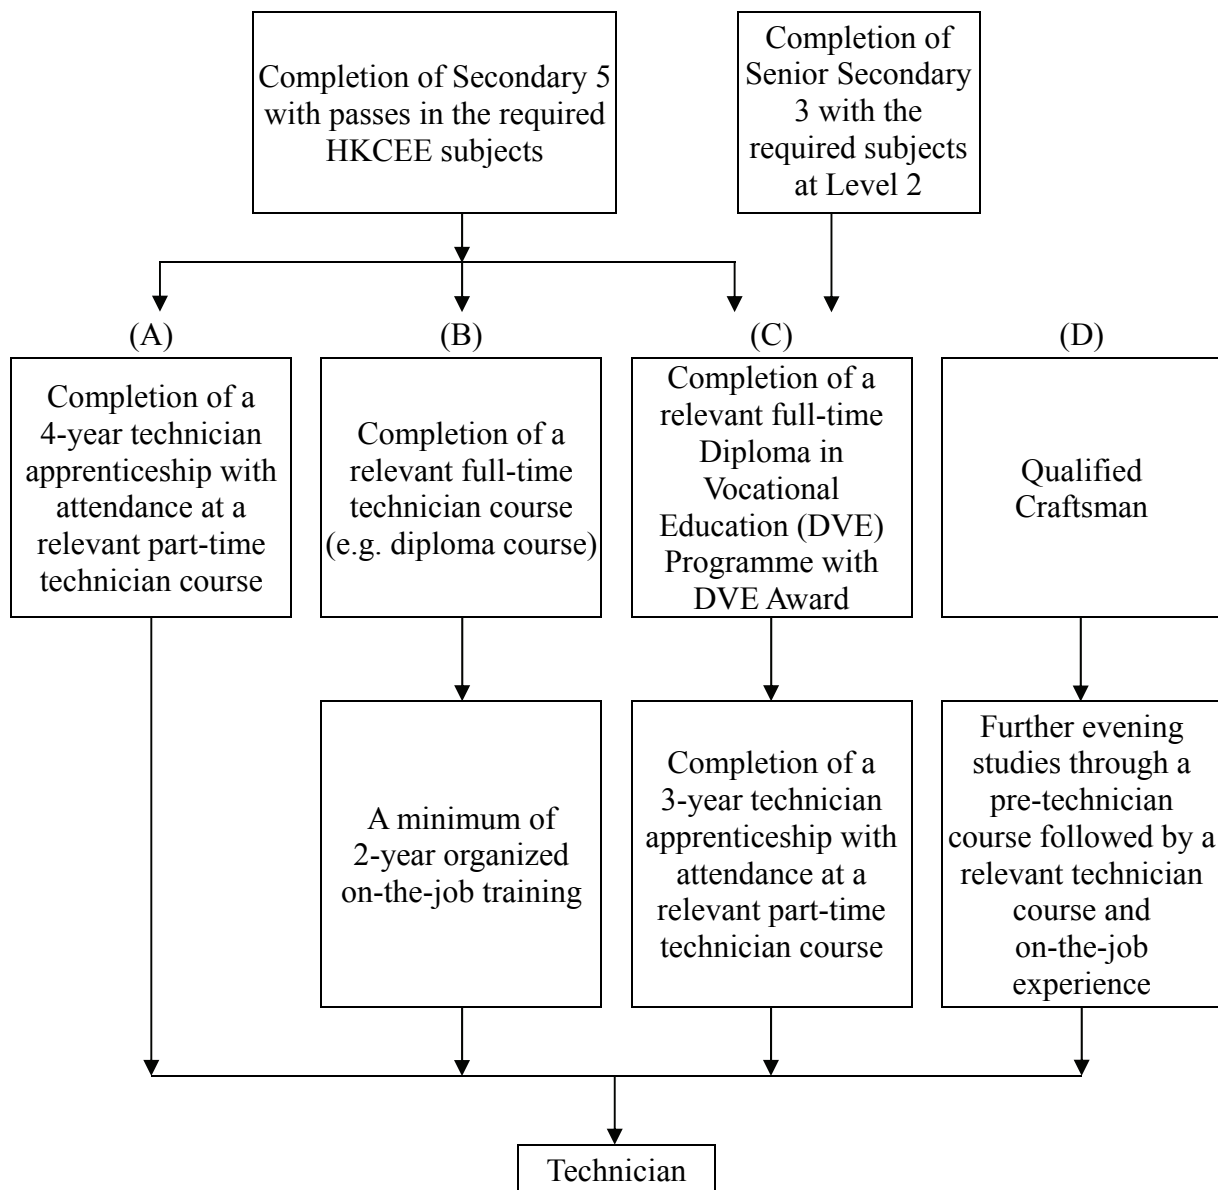 Completion of Secondary 5
with passes in the required
HKCEE subjects
Completion of
Senior Secondary
3 with the
required subjects
at Level 2
(A)
(B)
(C)
(D)
Completion of a
4-year technician
apprenticeship with
attendance at a
relevant part-time
technician course
Completion of a
relevant full-time
technician course
(e.g. diploma course)
Completion of a
relevant full-time
Diploma in
Vocational
Education (DVE)
Programme with
DVE Award
Qualified
Craftsman
A minimum of
2-year organized
on-the-job training
Completion of a
3-year technician
apprenticeship with
attendance at a
relevant part-time
technician course
Further evening
studies through a
pre-technician
course followed by a
relevant technician
course and
on-the-job
experience
Technician